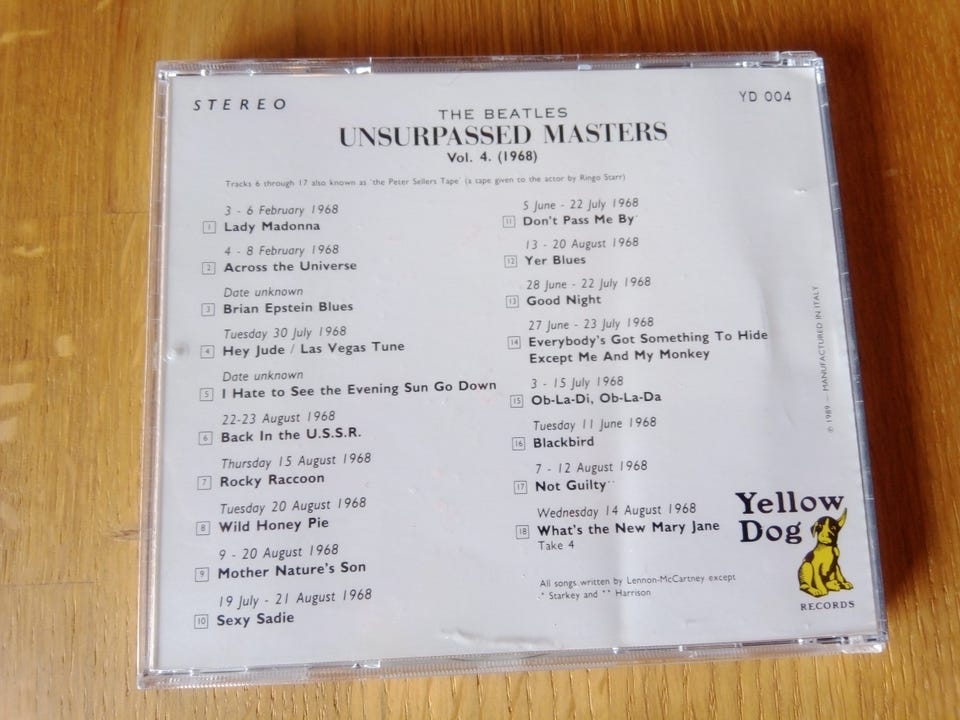 STEREO
YD 004
THE BEATLES
UNSURPASSED MASTERS
Vol. 4. (1968)
Tracks 6 through 17 also known as 'the Peter Sellers Tape' (a tape given to the actor by Ringo Starr)
3 - 6 February 1968
1 Lady Madonna
4 - 8 February 1968
2 Across the Universe
Date unknown
3 Brian Epstein Blues
Tuesday 30 July 1968
4 Hey Jude / Las Vegas Tune
Date unknown
5 I Hate to See the Evening Sun Go Down
22-23 August 1968
6 Back In the U.S.S.R.
Thursday 15 August 1968
7 Rocky Raccoon
Tuesday 20 August 1968
8 Wild Honey Pie
9 - 20 August 1968
9 Mother Nature's Son
19 July - 21 August 1968
10 Sexy Sadie
5 June - 22 July 1968
11 Don't Pass Me By*
13 - 20 August 1968
12 Yer Blues
28 June - 22 July 1968
13 Good Night
27 June - 23 July 1968
14 Everybody's Got Something To Hide
Except Me And My Monkey
3 - 15 July 1968
15 Ob-La-Di, Ob-La-Da
Tuesday 11 June 1968
16 Blackbird
7 - 12 August 1968
17 Not Guilty**
Wednesday 14 August 1968
18 What's the New Mary Jane
Take 4
All songs written by Lennon-McCartney except
* Starkey and ** Harrison
℗ 1989 — MANUFACTURED IN ITALY
Yellow
Dog
RECORDS